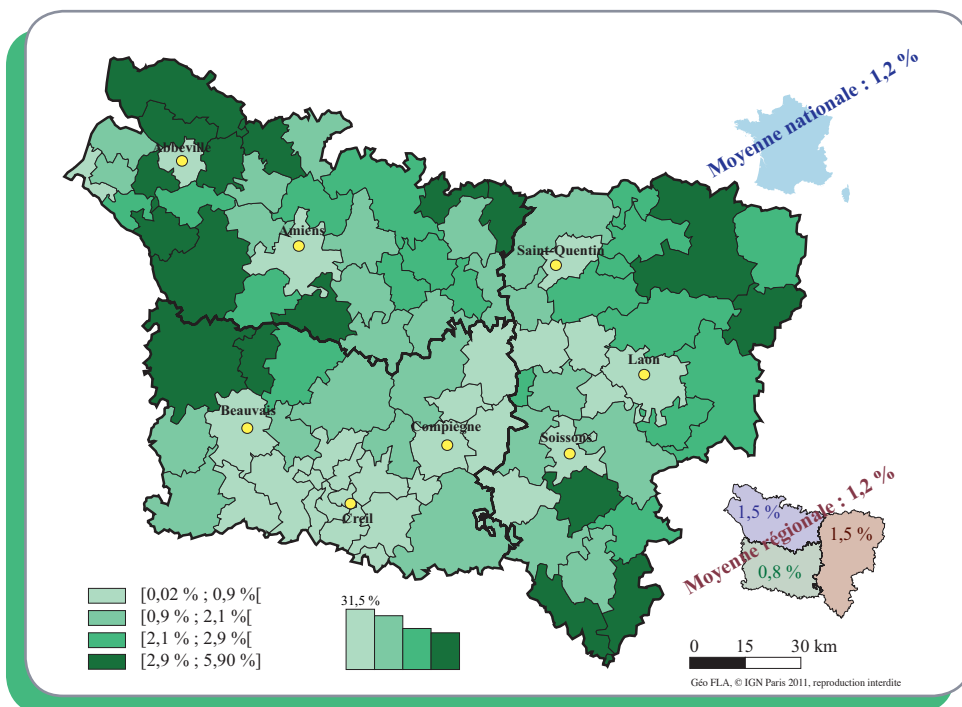 Moyenne nationale : 1,2 %
Abbeville
Amiens
Saint-Quentin
Laon
Beauvais
Compiègne
Soissons
Creil
Moyenne régionale : 1,2 %
1,5 %
1,5 %
0,8 %
[0,02 % ; 0,9 %[
[0,9 % ; 2,1 %[
[2,1 % ; 2,9 %[
[2,9 % ; 5,90 %]
31,5 %
0 15 30 km
Géo FLA, © IGN Paris 2011, reproduction interdite